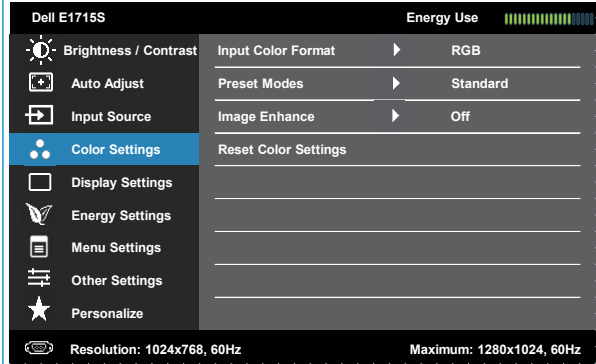 Dell E1715S Energy Use
Brightness / Contrast Input Color Format RGB
Auto Adjust Preset Modes Standard
Input Source Image Enhance Off
Color Settings Reset Color Settings
Display Settings
Energy Settings
Menu Settings
Other Settings
Personalize
Resolution: 1024x768, 60Hz Maximum: 1280x1024, 60Hz